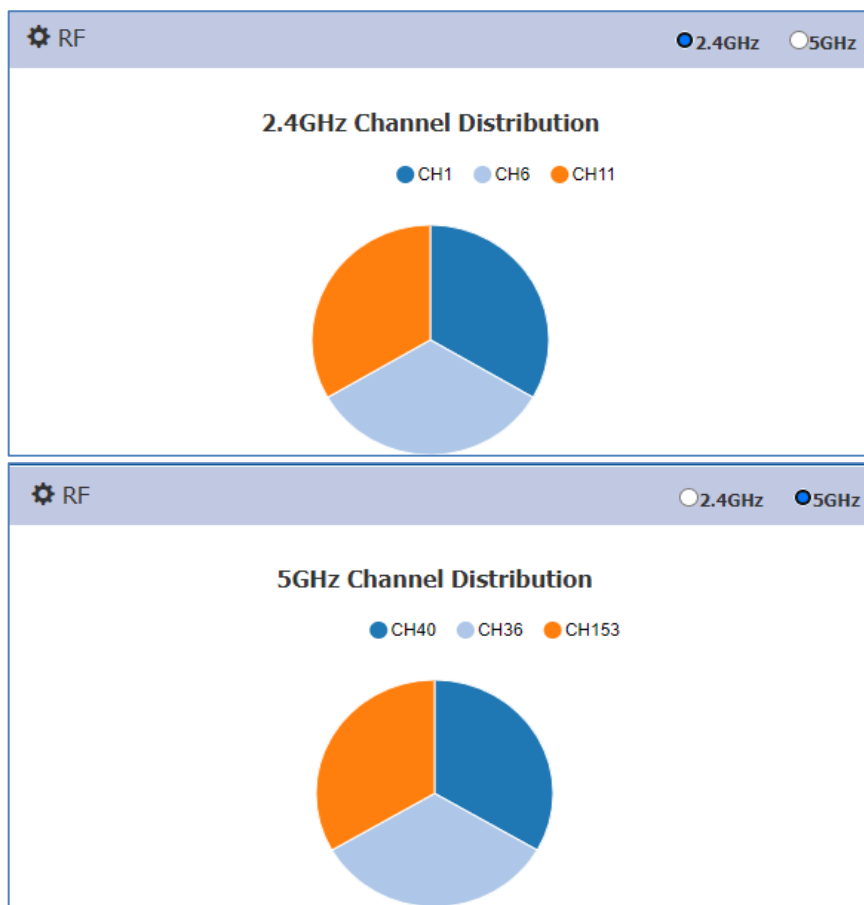 RF 2.4GHz 5GHz
2.4GHz Channel Distribution
CH1 CH6 CH11
RF 2.4GHz 5GHz
5GHz Channel Distribution
CH40 CH36 CH153